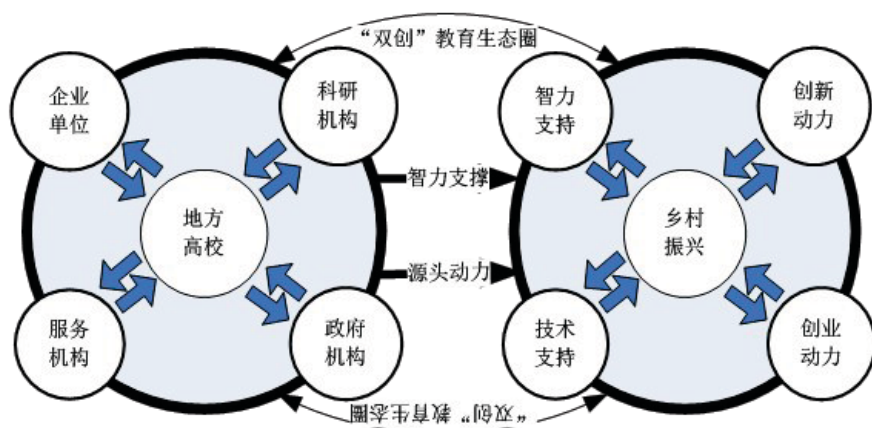 “双创”教育生态圈
企业
单位
科研
机构
地方
高校
服务
机构
政府
机构
智力支撑
源头动力
智力
支持
创新
动力
乡村
振兴
技术
支持
创业
动力
“双创”教育生态圈